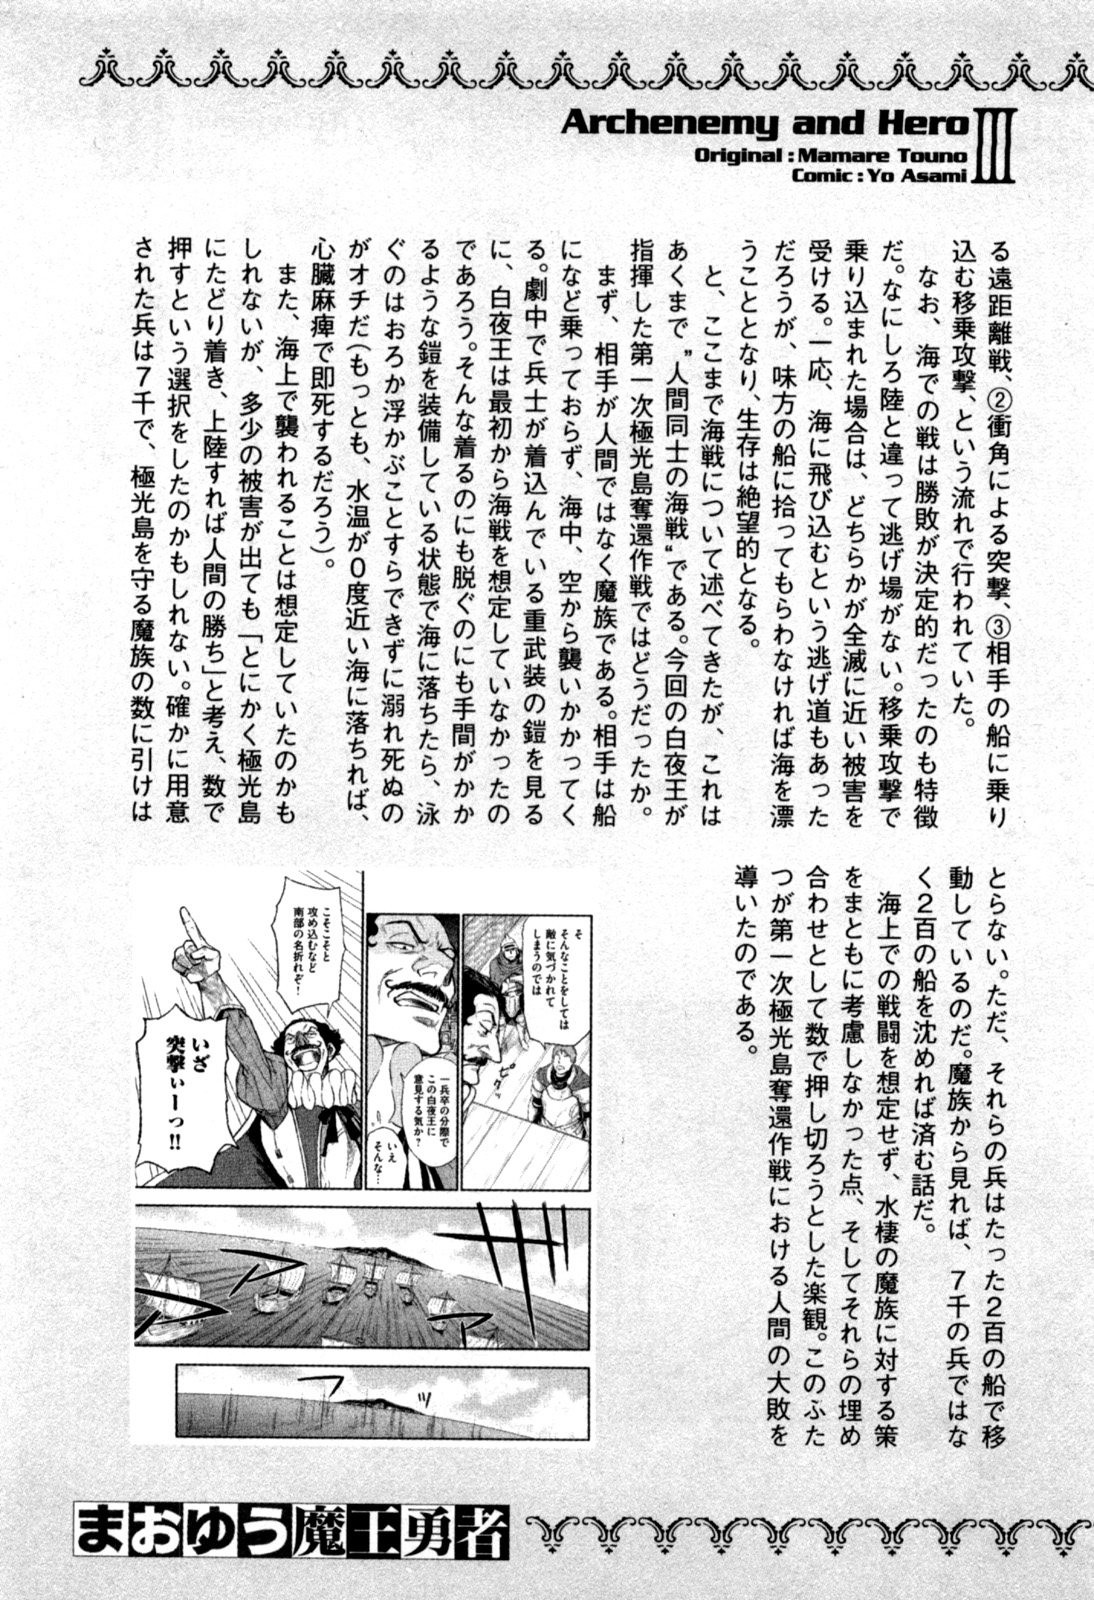 Archenemy and Hero III
Original : Mamare Touno
Comic : Yo Asami
る遠距離戦、②衝角による突撃、③相手の船に乗り
込む移乗攻撃、という流れで行われていた。
なお、海での戦は勝敗が決定的だったのも特徴
だ。なにしろ陸と違って逃げ場がない。移乗攻撃で
乗り込まれた場合は、どちらかが全滅に近い被害を
受ける。一応、海に飛び込むという逃げ道もあった
だろうが、味方の船に拾ってもらわなければ海を漂
うこととなり、生存は絶望的となる。
と、ここまで海戦について述べてきたが、これは
あくまで〝人間同士の海戦〟である。今回の白夜王が
指揮した第一次極光島奪還作戦ではどうだったか。
まず、相手が人間ではなく魔族である。相手は船
になど乗っておらず、海中、空から襲いかかってく
る。劇中で兵士が着込んでいる重武装の鎧を見る
に、白夜王は最初から海戦を想定していなかったの
であろう。そんな着るのにも脱ぐのにも手間がかか
るような鎧を装備している状態で海に落ちたら、泳
ぐのはおろか浮かぶことすらできずに溺れ死ぬの
がオチだ(もっとも、水温が0度近い海に落ちれば、
心臓麻痺で即死するだろう)。
また、海上で襲われることは想定していたのかも
しれないが、多少の被害が出ても「とにかく極光島
にたどり着き、上陸すれば人間の勝ち」と考え、数で
押すという選択をしたのかもしれない。確かに用意
された兵は7千で、極光島を守る魔族の数に引けは
とらない。ただ、それらの兵はたった2百の船で移
動しているのだ。魔族から見れば、7千の兵ではな
く2百の船を沈めれば済む話だ。
海上での戦闘を想定せず、水棲の魔族に対する策
をまともに考慮しなかった点、そしてそれらの埋め
合わせとして数で押し切ろうとした楽観。このふた
つが第一次極光島奪還作戦における人間の大敗を
導いたのである。
そ
そんなことをしては
敵に気づかれて
しまうのでは
ピクッ
一兵卒の分際で
この白夜王に
意見する気か?
いえ
そんな…
こそこそと
攻め込むなど
南部の名折れぞ!
いざ
突撃ぃーっ!!
まおゆう魔王勇者